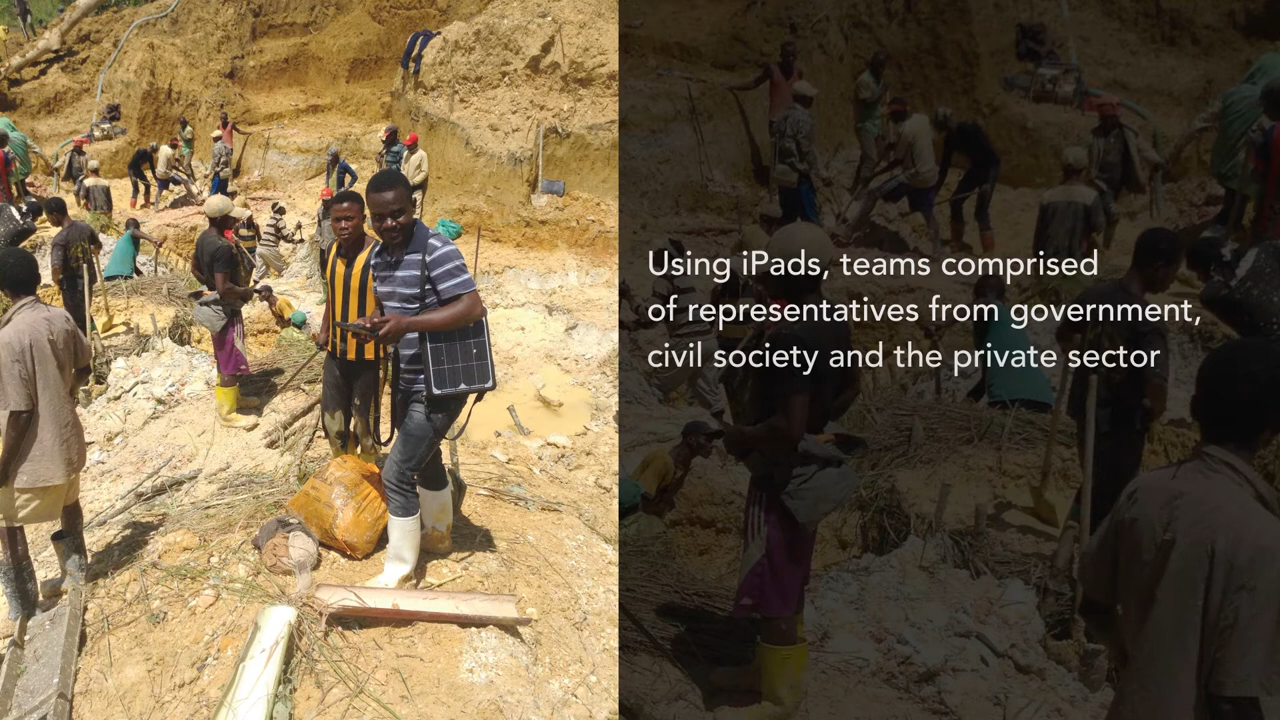 Using iPads, teams comprised
of representatives from government,
civil society and the private sector